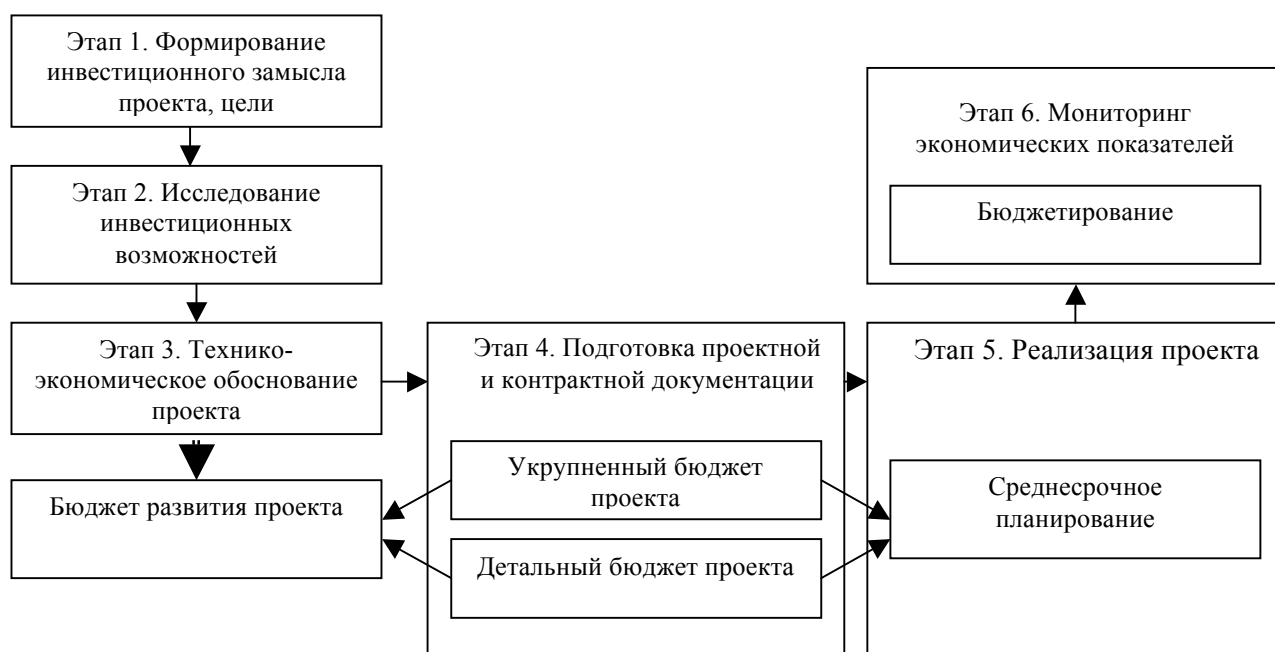 Этап 1. Формирование
инвестиционного замысла
проекта, цели
Этап 2. Исследование
инвестиционных
возможностей
Этап 3. Технико-
экономическое обоснование
проекта
Бюджет развития проекта
Этап 4. Подготовка проектной
и контрактной документации
Укрупненный бюджет
проекта
Детальный бюджет проекта
Этап 5. Реализация проекта
Среднесрочное
планирование
Этап 6. Мониторинг
экономических показателей
Бюджетирование